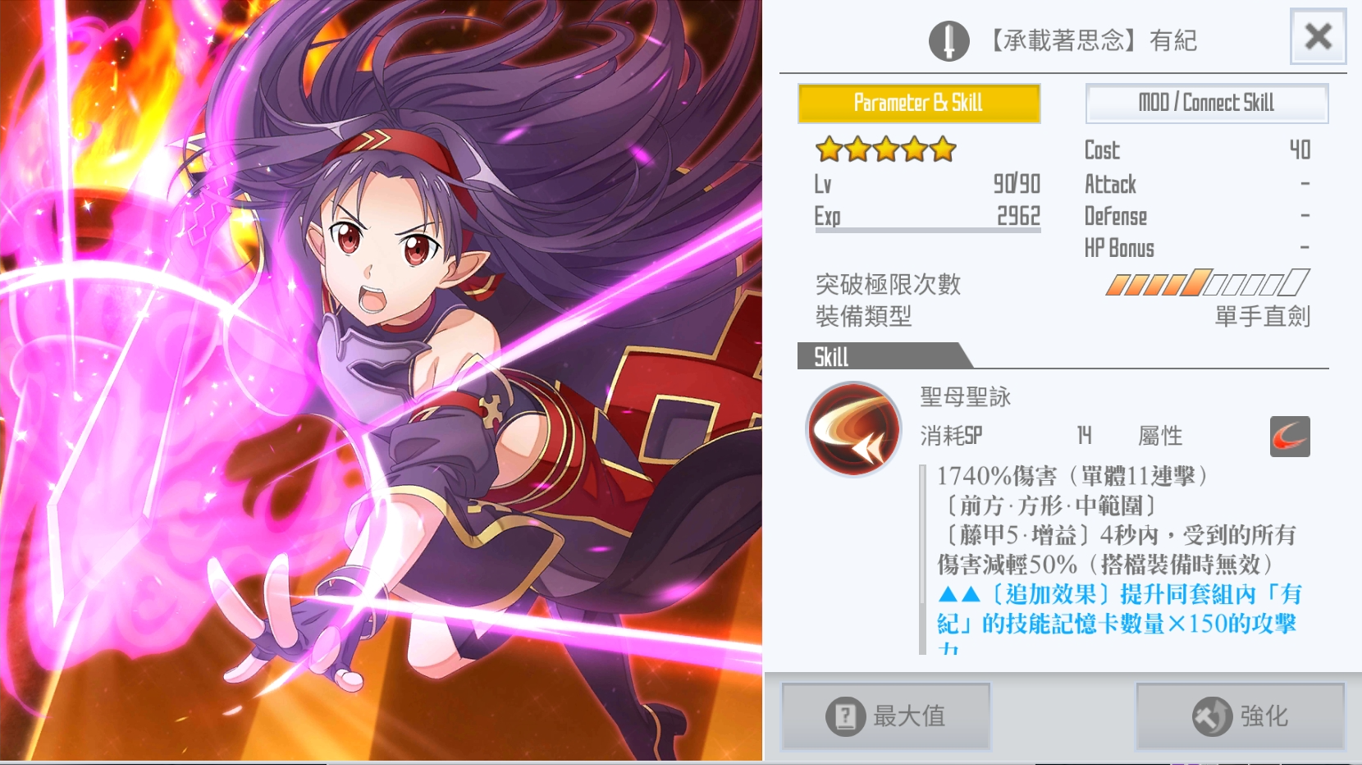 【承載著思念】有紀
Parameter & Skill
MOD / Connect Skill
Lv 90/90
Exp 2962
Cost 40
Attack -
Defense -
HP Bonus -
突破極限次數
裝備類型 單手直劍
Skill
聖母聖詠
消耗SP 14 屬性
1740%傷害（單體11連擊）
〔前方·方形·中範圍〕
〔藤甲5·增益〕4秒內，受到的所有
傷害減輕50%（搭檔裝備時無效）
▲▲〔追加效果〕提升同套組內「有
紀」的技能記憶卡數量×150的攻擊
力
最大值
強化